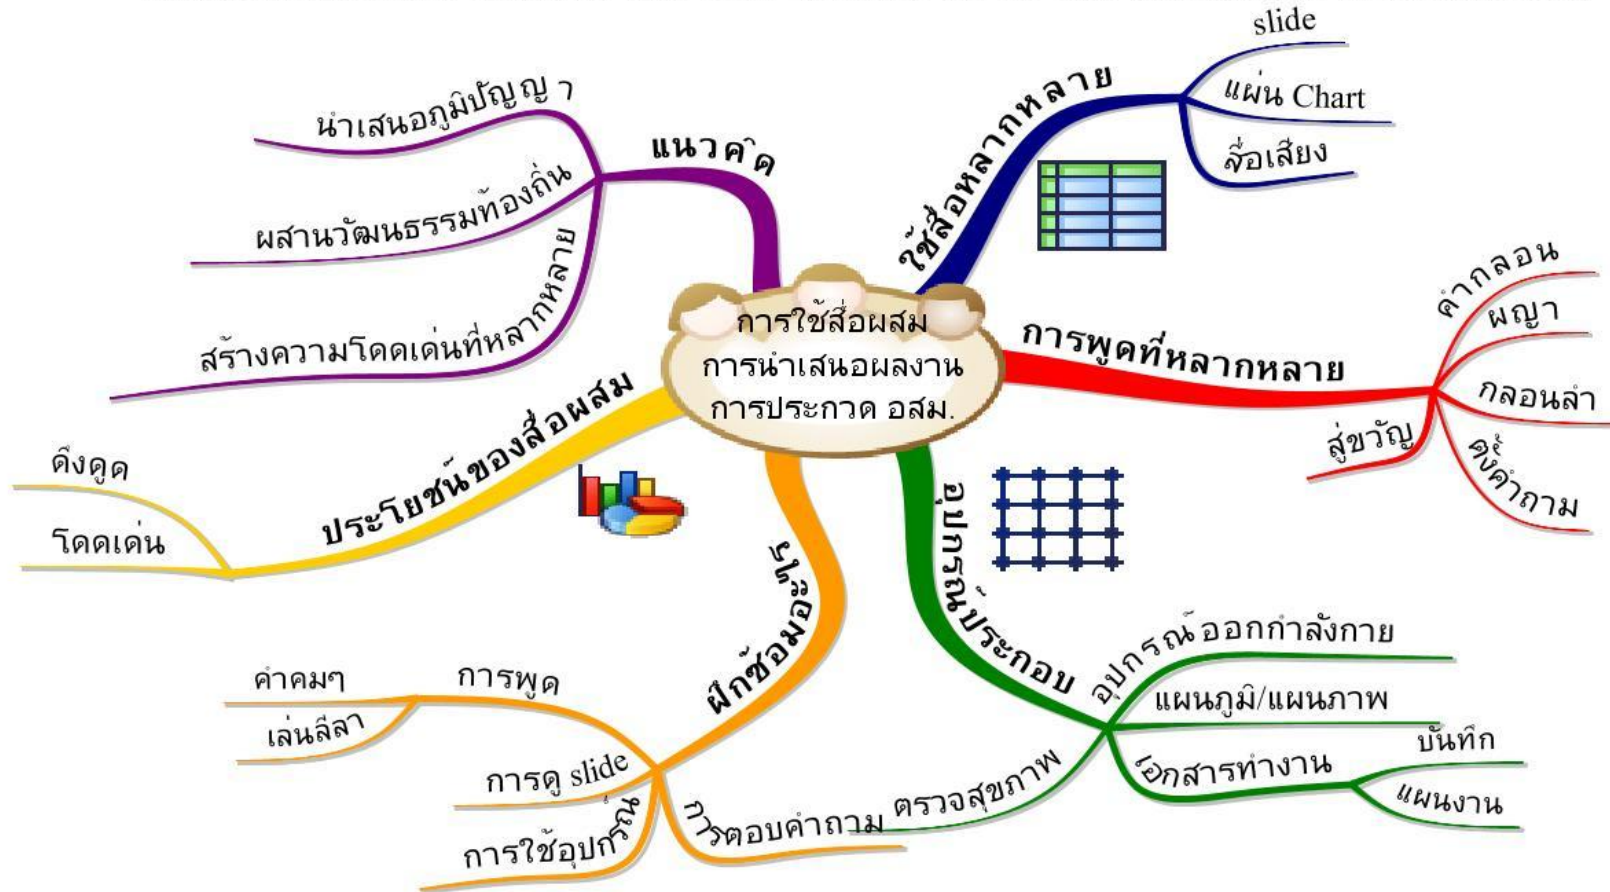 การใช้สื่อผสม
การนำเสนอผลงาน
การประกวด อสม.
ใช้สื่อหลากหลาย
slide
แผ่น Chart
สื่อเสียง
การพูดที่หลากหลาย
คำกลอน
ผญา
กลอนลำ
ตั้งคำถาม
สู่ขวัญ
อุปกรณ์ประกอบ
อุปกรณ์ ออกกำลังกาย
แผนภูมิ/แผนภาพ
เอกสารทำงาน
บันทึก
แผนงาน
ตรวจสุขภาพ
ฝึกซ้อมอะไร
การพูด
คำคมๆ
เล่นลีลา
การดู slide
การใช้อุปกรณ์
การตอบคำถาม
ประโยชน์ของสื่อผสม
ดึงดูด
โดดเด่น
แนวคิด
นำเสนอภูมิปัญญา
ผสานวัฒนธรรมท้องถิ่น
สร้างความโดดเด่นที่หลากหลาย